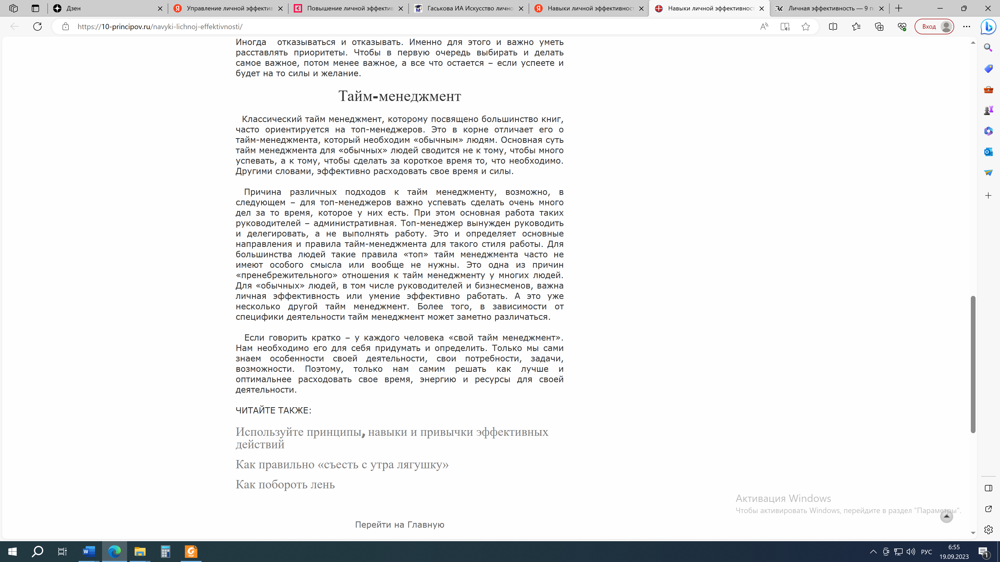 Дзен
Управление личной эффектив
Повышение личной эффектив
Гаськова ИА Искусство лично
Навыки личной эффективност
Навыки личной эффективност
Личная эффективность — 9 п
https://10-principov.ru/navyki-lichnoj-effektivnosti/
Вход
Иногда отказываться и отказывать. Именно для этого и важно уметь
расставлять приоритеты. Чтобы в первую очередь выбирать и делать
самое важное, потом менее важное, а все что остается – если успеете и
будет на то силы и желание.
Тайм-менеджмент
Классический тайм менеджмент, которому посвящено большинство книг,
часто ориентируется на топ-менеджеров. Это в корне отличает его о
тайм-менеджмента, который необходим «обычным» людям. Основная суть
тайм менеджмента для «обычных» людей сводится не к тому, чтобы много
успевать, а к тому, чтобы сделать за короткое время то, что необходимо.
Другими словами, эффективно расходовать свое время и силы.
Причина различных подходов к тайм менеджменту, возможно, в
следующем – для топ-менеджеров важно успевать сделать очень много
дел за то время, которое у них есть. При этом основная работа таких
руководителей – административная. Топ-менеджер вынужден руководить
и делегировать, а не выполнять работу. Это и определяет основные
направления и правила тайм-менеджмента для такого стиля работы. Для
большинства людей такие правила «топ» тайм менеджмента часто не
имеют особого смысла или вообще не нужны. Это одна из причин
«пренебрежительного» отношения к тайм менеджменту у многих людей.
Для «обычных» людей, в том числе руководителей и бизнесменов, важна
личная эффективность или умение эффективно работать. А это уже
несколько другой тайм менеджмент. Более того, в зависимости от
специфики деятельности тайм менеджмент может заметно различаться.
Если говорить кратко – у каждого человека «свой тайм менеджмент».
Нам необходимо его для себя придумать и определить. Только мы сами
знаем особенности своей деятельности, свои потребности, задачи,
возможности. Поэтому, только нам самим решать как лучше и
оптимальнее расходовать свое время, энергию и ресурсы для своей
деятельности.
ЧИТАЙТЕ ТАКЖЕ:
Используйте принципы, навыки и привычки эффективных
действий
Как правильно «съесть с утра лягушку»
Как побороть лень
Перейти на Главную
Активация Windows
Чтобы активировать Windows, перейдите в раздел "Параметры".
РУС
6:55
19.09.2023
1